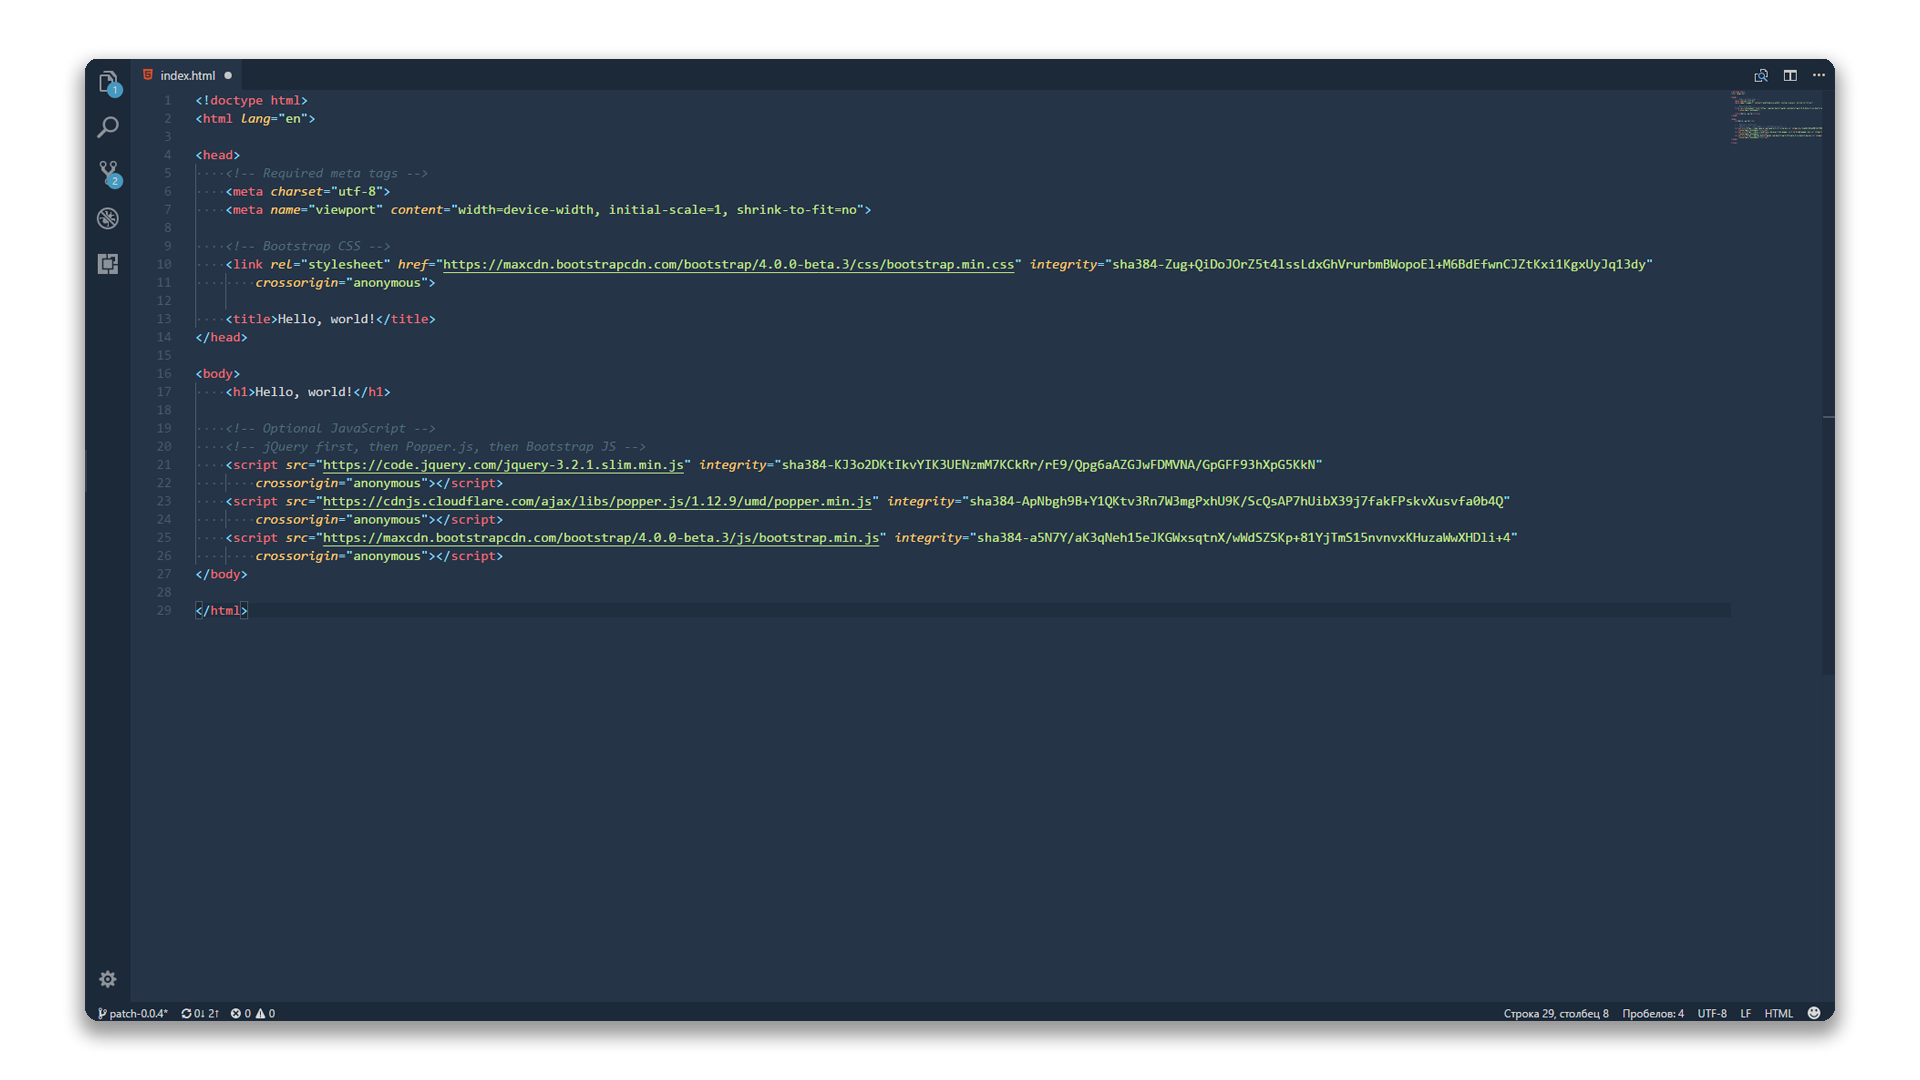 index.html
1
2
1 <!doctype html>
2 <html lang="en">
3
4 <head>
5 <!-- Required meta tags -->
6 <meta charset="utf-8">
7 <meta name="viewport" content="width=device-width, initial-scale=1, shrink-to-fit=no">
8
9 <!-- Bootstrap CSS -->
10 <link rel="stylesheet" href="https://maxcdn.bootstrapcdn.com/bootstrap/4.0.0-beta.3/css/bootstrap.min.css" integrity="sha384-Zug+QiDoJOrZ5t4lssLdxGhVrurbmBWopoEl+M6BdEfwnCJZtKxi1KgxUyJq13dy"
11 crossorigin="anonymous">
12
13 <title>Hello, world!</title>
14 </head>
15
16 <body>
17 <h1>Hello, world!</h1>
18
19 <!-- Optional JavaScript -->
20 <!-- jQuery first, then Popper.js, then Bootstrap JS -->
21 <script src="https://code.jquery.com/jquery-3.2.1.slim.min.js" integrity="sha384-KJ3o2DKtIkvYIK3UENzmM7KCkRr/rE9/Qpg6aAZGJwFDMVNA/GpGFF93hXpG5KkN"
22 crossorigin="anonymous"></script>
23 <script src="https://cdnjs.cloudflare.com/ajax/libs/popper.js/1.12.9/umd/popper.min.js" integrity="sha384-ApNbgh9B+Y1QKtv3Rn7W3mgPxhU9K/ScQsAP7hUibX39j7fakFPskvXusvfa0b4Q"
24 crossorigin="anonymous"></script>
25 <script src="https://maxcdn.bootstrapcdn.com/bootstrap/4.0.0-beta.3/js/bootstrap.min.js" integrity="sha384-a5N7Y/aK3qNeh15eJKGWxsqtnX/wWdSZSKp+81YjTmS15nvnvxKHuzaWwXHDli+4"
26 crossorigin="anonymous"></script>
27 </body>
28
29 </html>
patch-0.0.4* 0↓ 2↑ 0 0 Строка 29, столбец 8 Пробелов: 4 UTF-8 LF HTML